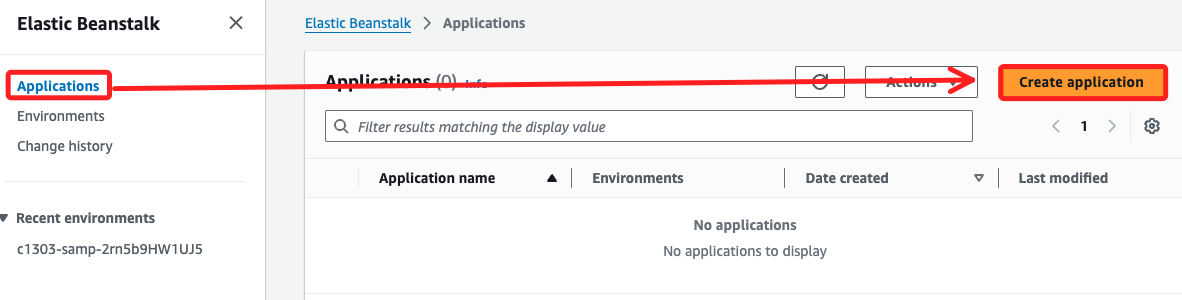 Elastic Beanstalk
Applications
Environments
Change history
Recent environments
c1303-samp-2rn5b9HW1UJ5
Elastic Beanstalk > Applications
Applications (0) Info
Actions
Create application
Filter results matching the display value
1
Application name Environments Date created Last modified
No applications
No applications to display